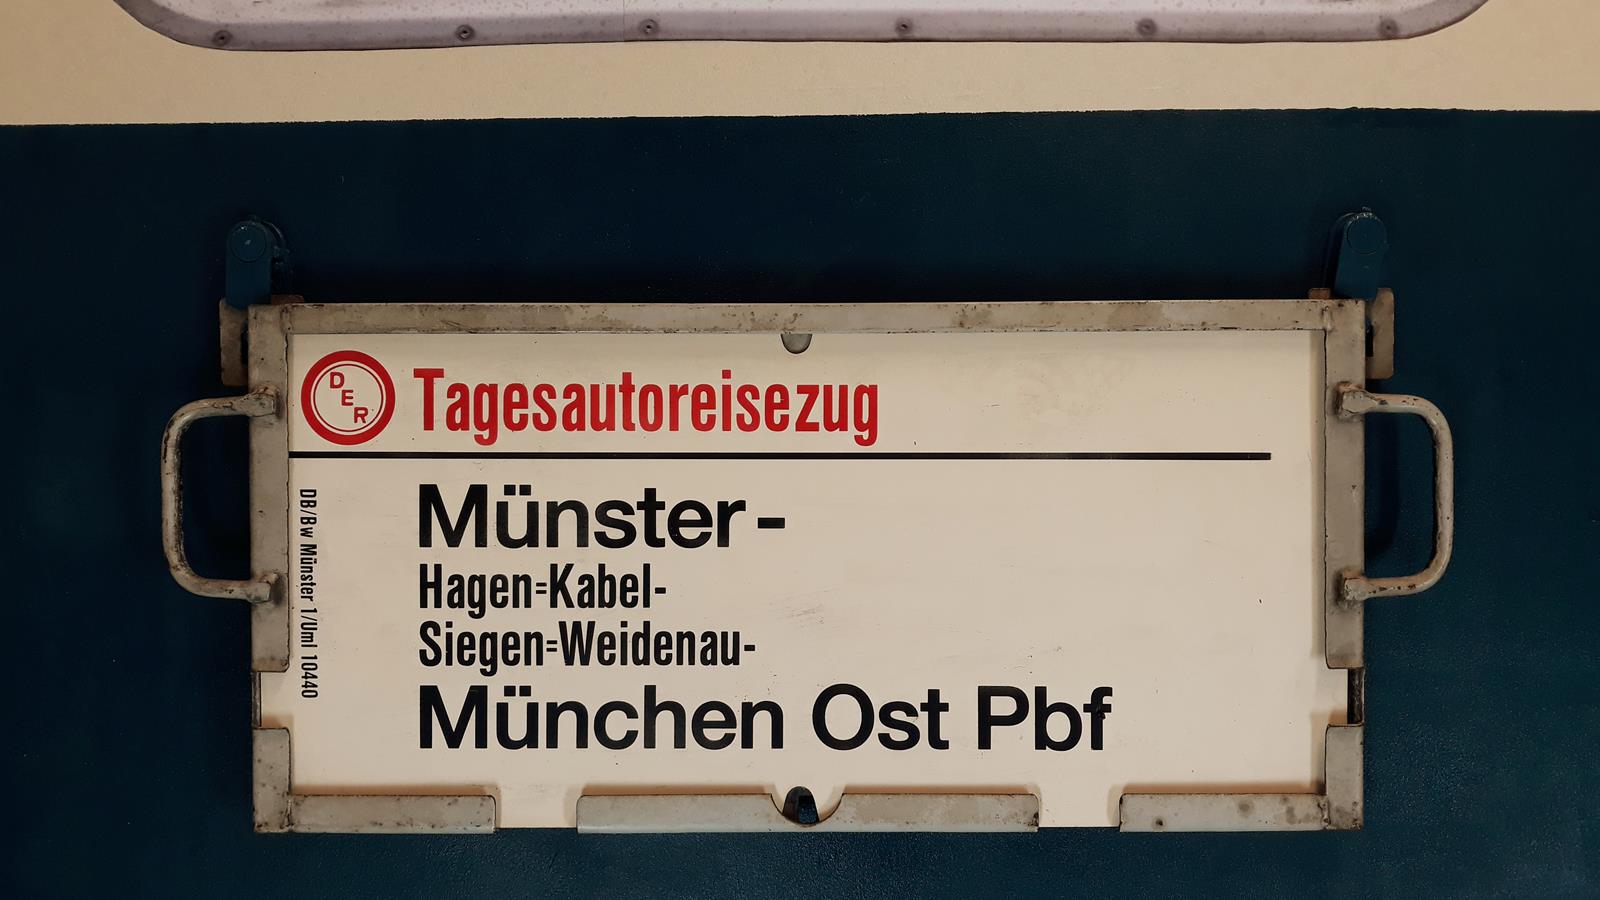 DER
Tagesautoreisezug
Münster-
Hagen=Kabel-
Siegen=Weidenau-
München Ost Pbf
DB/Bw Münster 1/Uml 10440